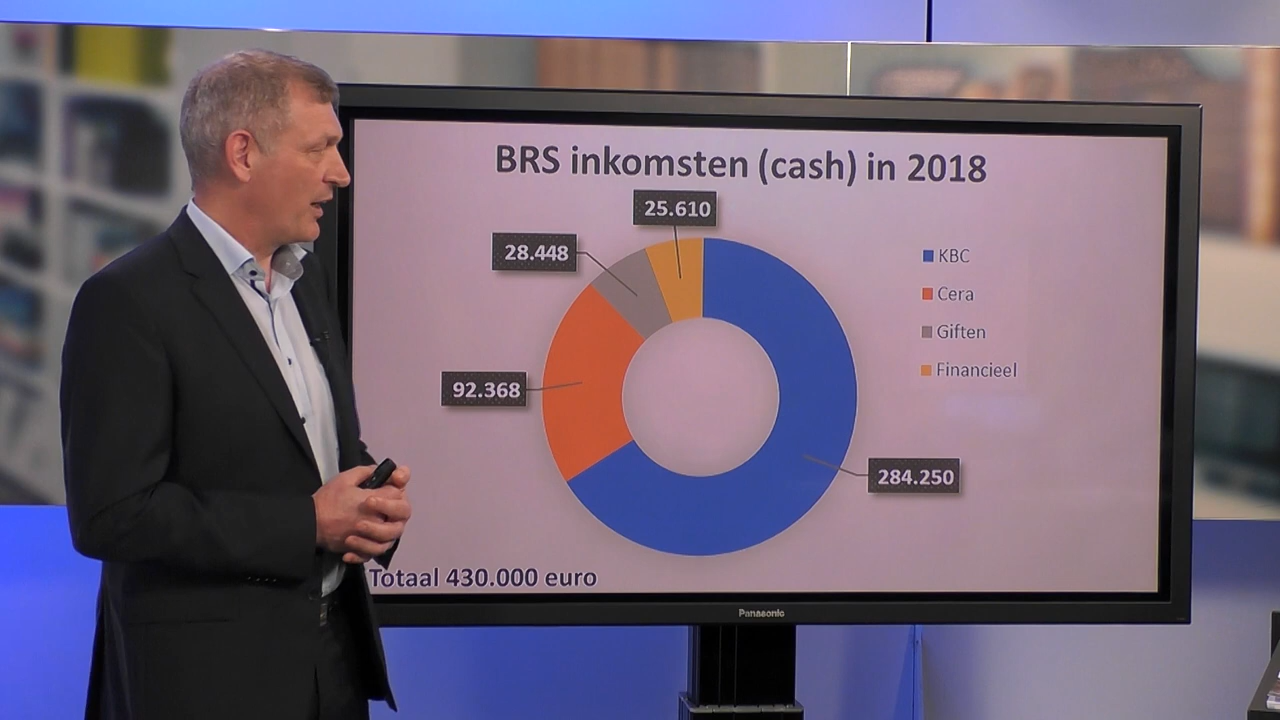 BRS inkomsten (cash) in 2018
25.610
28.448
92.368
284.250
KBC
Cera
Giften
Financieel
Totaal 430.000 euro
Panasonic